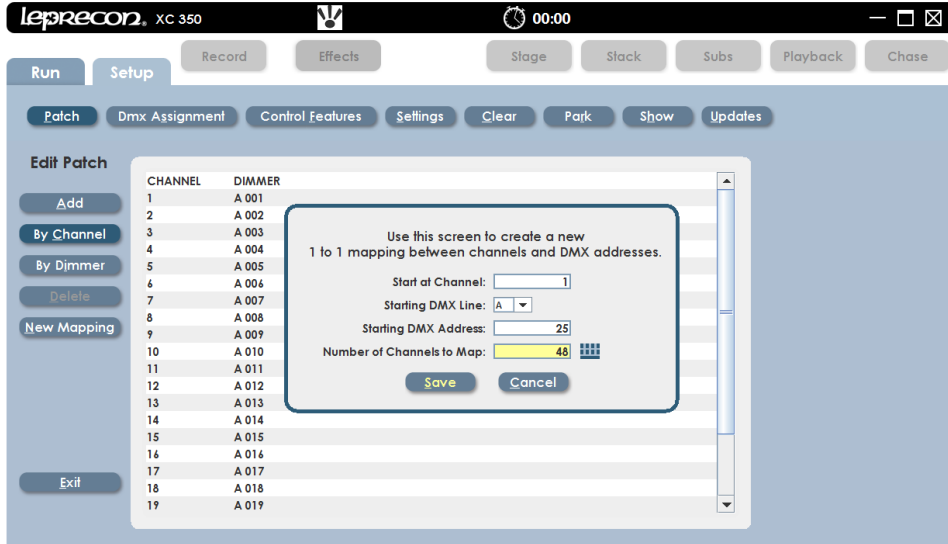 leprecon. XC 350 00:00
Run Setup Record Effects Stage Stack Subs Playback Chase
Patch Dmx Assignment Control Features Settings Clear Park Show Updates
Edit Patch
Add
By Channel
By Dimmer
Delete
New Mapping
Exit
CHANNEL DIMMER
1 A 001
2 A 002
3 A 003
4 A 004
5 A 005
6 A 006
7 A 007
8 A 008
9 A 009
10 A 010
11 A 011
12 A 012
13 A 013
14 A 014
15 A 015
16 A 016
17 A 017
18 A 018
19 A 019
Use this screen to create a new
1 to 1 mapping between channels and DMX addresses.
Start at Channel: 1
Starting DMX Line: A
Starting DMX Address: 25
Number of Channels to Map: 48
Save Cancel